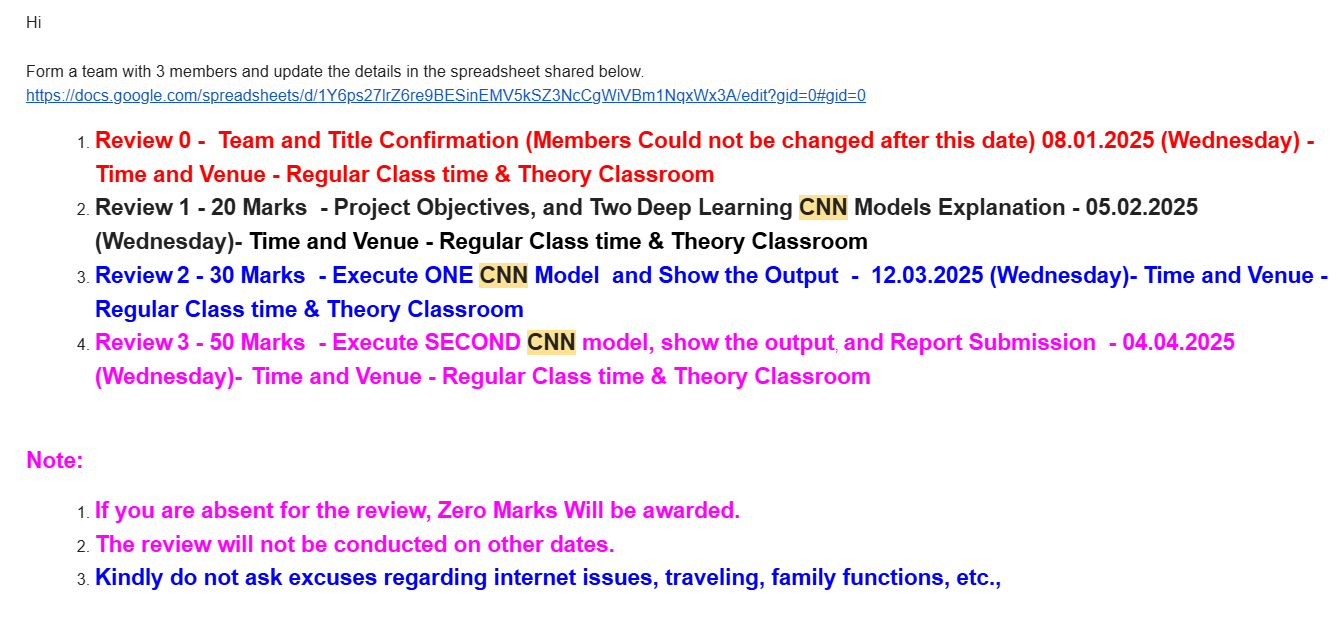 Hi
Form a team with 3 members and update the details in the spreadsheet shared below.
https://docs.google.com/spreadsheets/d/1Y6ps27lrZ6re9BESinEMV5kSZ3NcCgWiVBm1NqxWx3A/edit?gid=0#gid=0
1. Review 0 - Team and Title Confirmation (Members Could not be changed after this date) 08.01.2025 (Wednesday) -
Time and Venue - Regular Class time & Theory Classroom
2. Review 1 - 20 Marks - Project Objectives, and Two Deep Learning CNN Models Explanation - 05.02.2025
(Wednesday)- Time and Venue - Regular Class time & Theory Classroom
3. Review 2 - 30 Marks - Execute ONE CNN Model and Show the Output - 12.03.2025 (Wednesday)- Time and Venue -
Regular Class time & Theory Classroom
4. Review 3 - 50 Marks - Execute SECOND CNN model, show the output, and Report Submission - 04.04.2025
(Wednesday)- Time and Venue - Regular Class time & Theory Classroom
Note:
1. If you are absent for the review, Zero Marks Will be awarded.
2. The review will not be conducted on other dates.
3. Kindly do not ask excuses regarding internet issues, traveling, family functions, etc.,